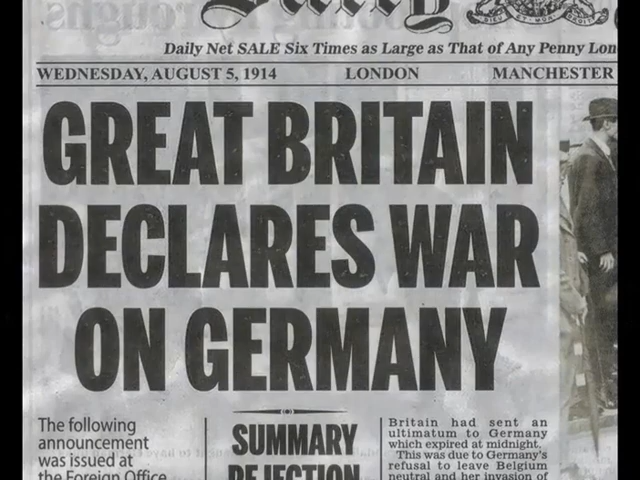 Daily
Daily Net SALE Six Times as Large as That of Any Penny Lon
WEDNESDAY, AUGUST 5, 1914 LONDON MANCHESTER
GREAT BRITAIN
DECLARES WAR
ON GERMANY
The following
announcement
was issued at
the Foreign Office
SUMMARY
REJECTION
Britain had sent an
ultimatum to Germany
which expired at midnight.
This was due to Germany's
refusal to leave Belgium
neutral and her invasion of